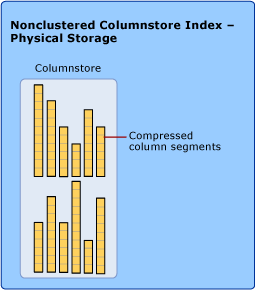 Nonclustered Columnstore Index –
Physical Storage
Columnstore
Compressed
column segments